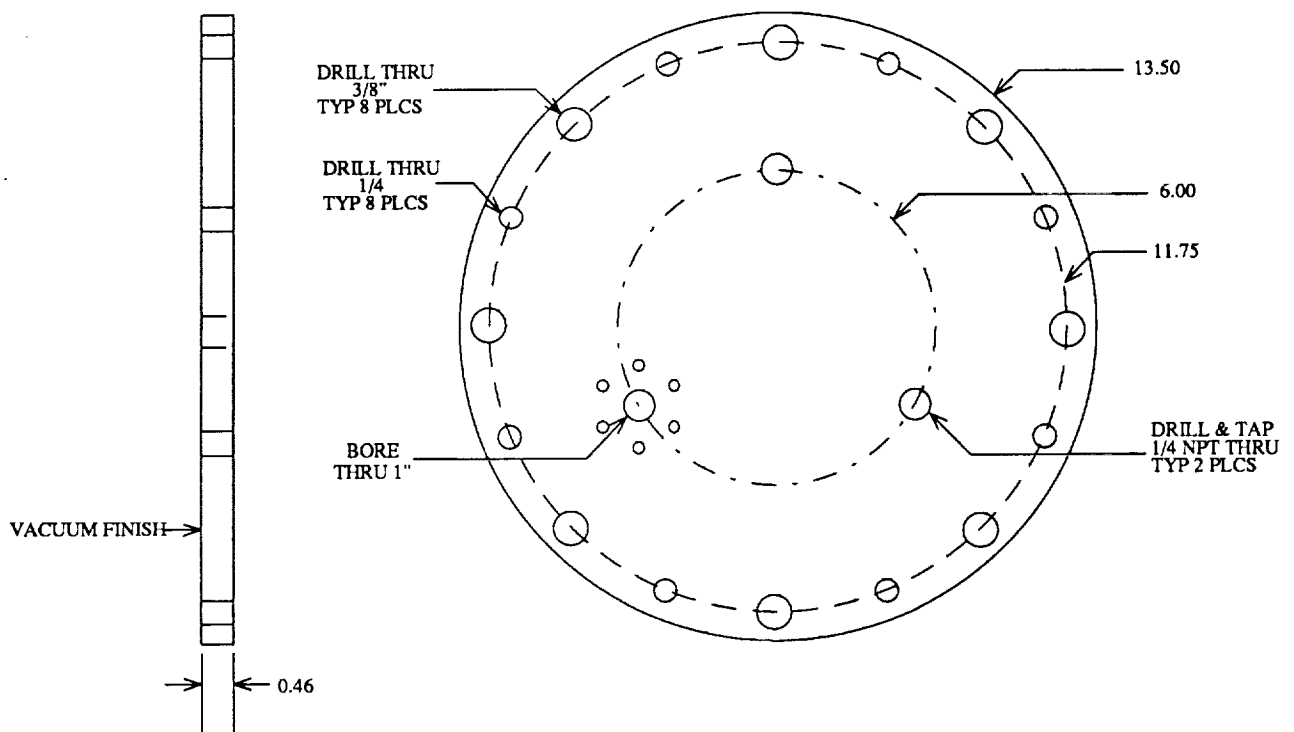 DRILL THRU
3/8"
TYP 8 PLCS
DRILL THRU
1/4
TYP 8 PLCS
13.50
6.00
11.75
BORE
THRU 1"
DRILL & TAP
1/4 NPT THRU
TYP 2 PLCS
VACUUM FINISH
0.46